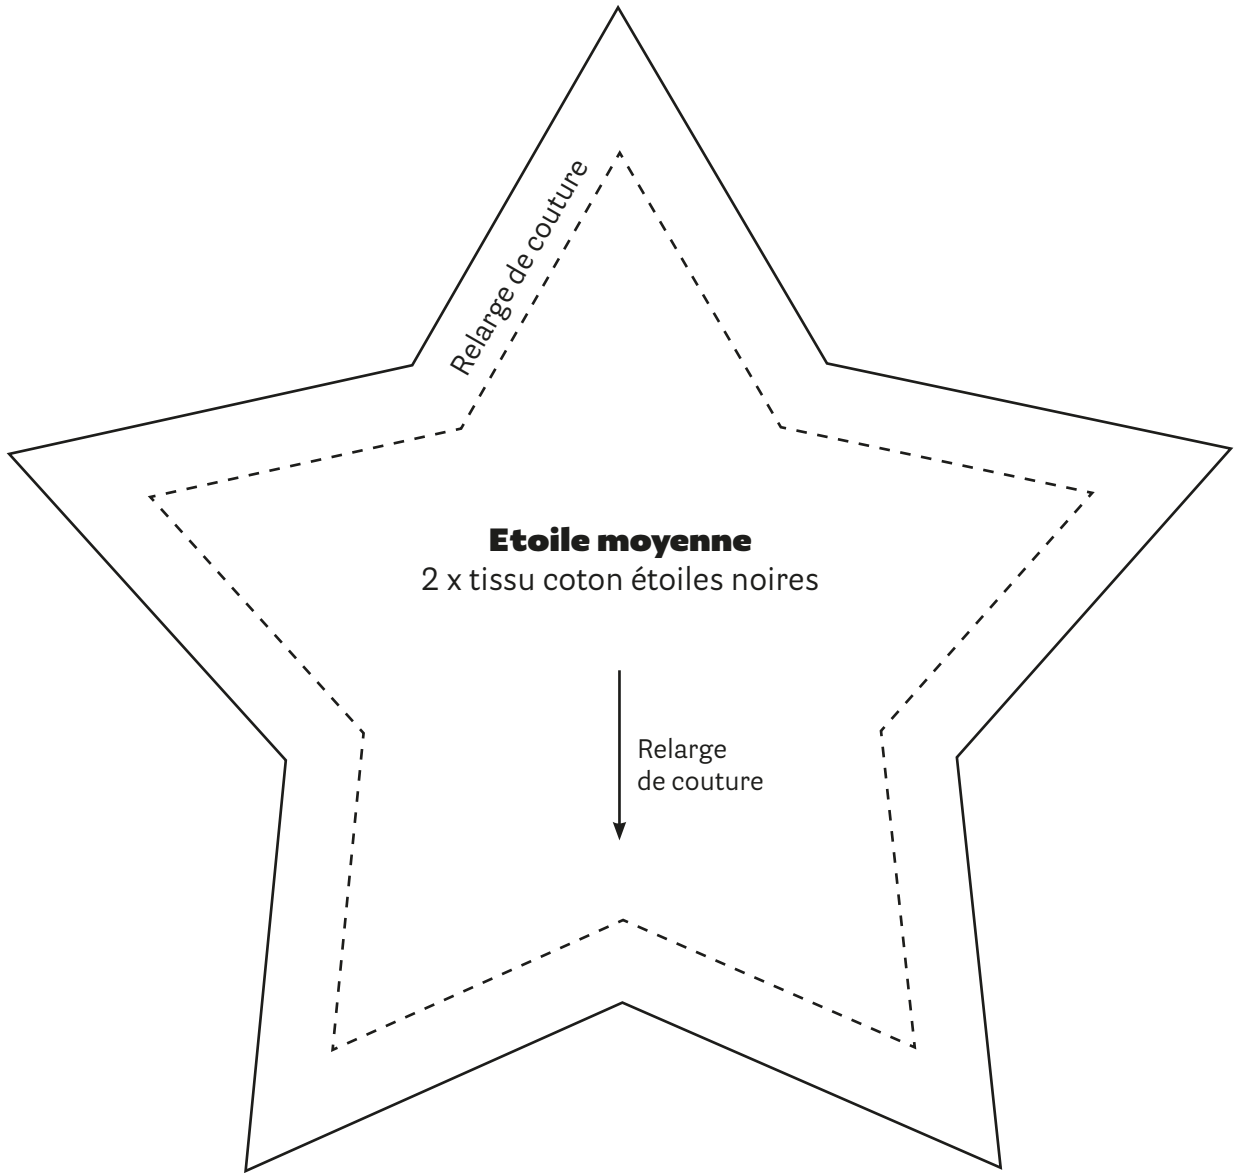 Relarge de couture
Etoile moyenne
2 x tissu coton étoiles noires
Relarge
de couture